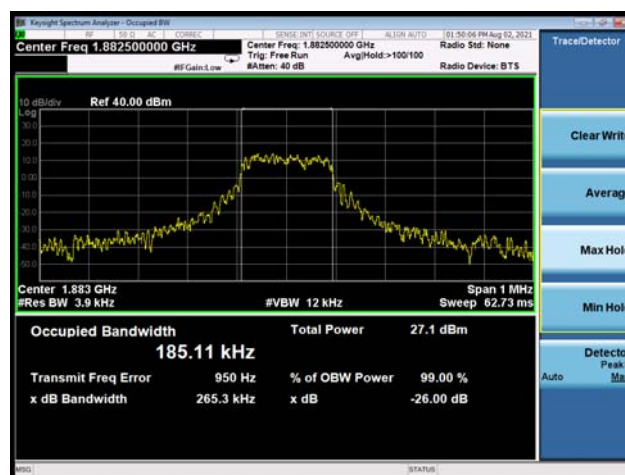 Keysight Spectrum Analyzer - Occupied BW
RF 50 Ω AC CORREC SENSE:INT SOURCE OFF ALIGN AUTO 01:50:06 PM Aug 02, 2021
Center Freq 1.882500000 GHz
Center Freq: 1.882500000 GHz
Radio Std: None
Trig: Free Run Avg|Hold:>100/100
#IFGain:Low
#Atten: 40 dB
Radio Device: BTS
Trace/Detector
10 dB/div Ref 40.00 dBm
Log
30.0
20.0
10.0
0.00
-10.0
-20.0
-30.0
-40.0
-50.0
Center 1.883 GHz Span 1 MHz
#Res BW 3.9 kHz #VBW 12 kHz Sweep 62.73 ms
Occupied Bandwidth
185.11 kHz
Total Power 27.1 dBm
Transmit Freq Error 950 Hz % of OBW Power 99.00 %
x dB Bandwidth 265.3 kHz x dB -26.00 dB
Clear Writ
Averag
Max Hol
Min Hol
Detecto
Peak
Auto Ma
MSG STATUS